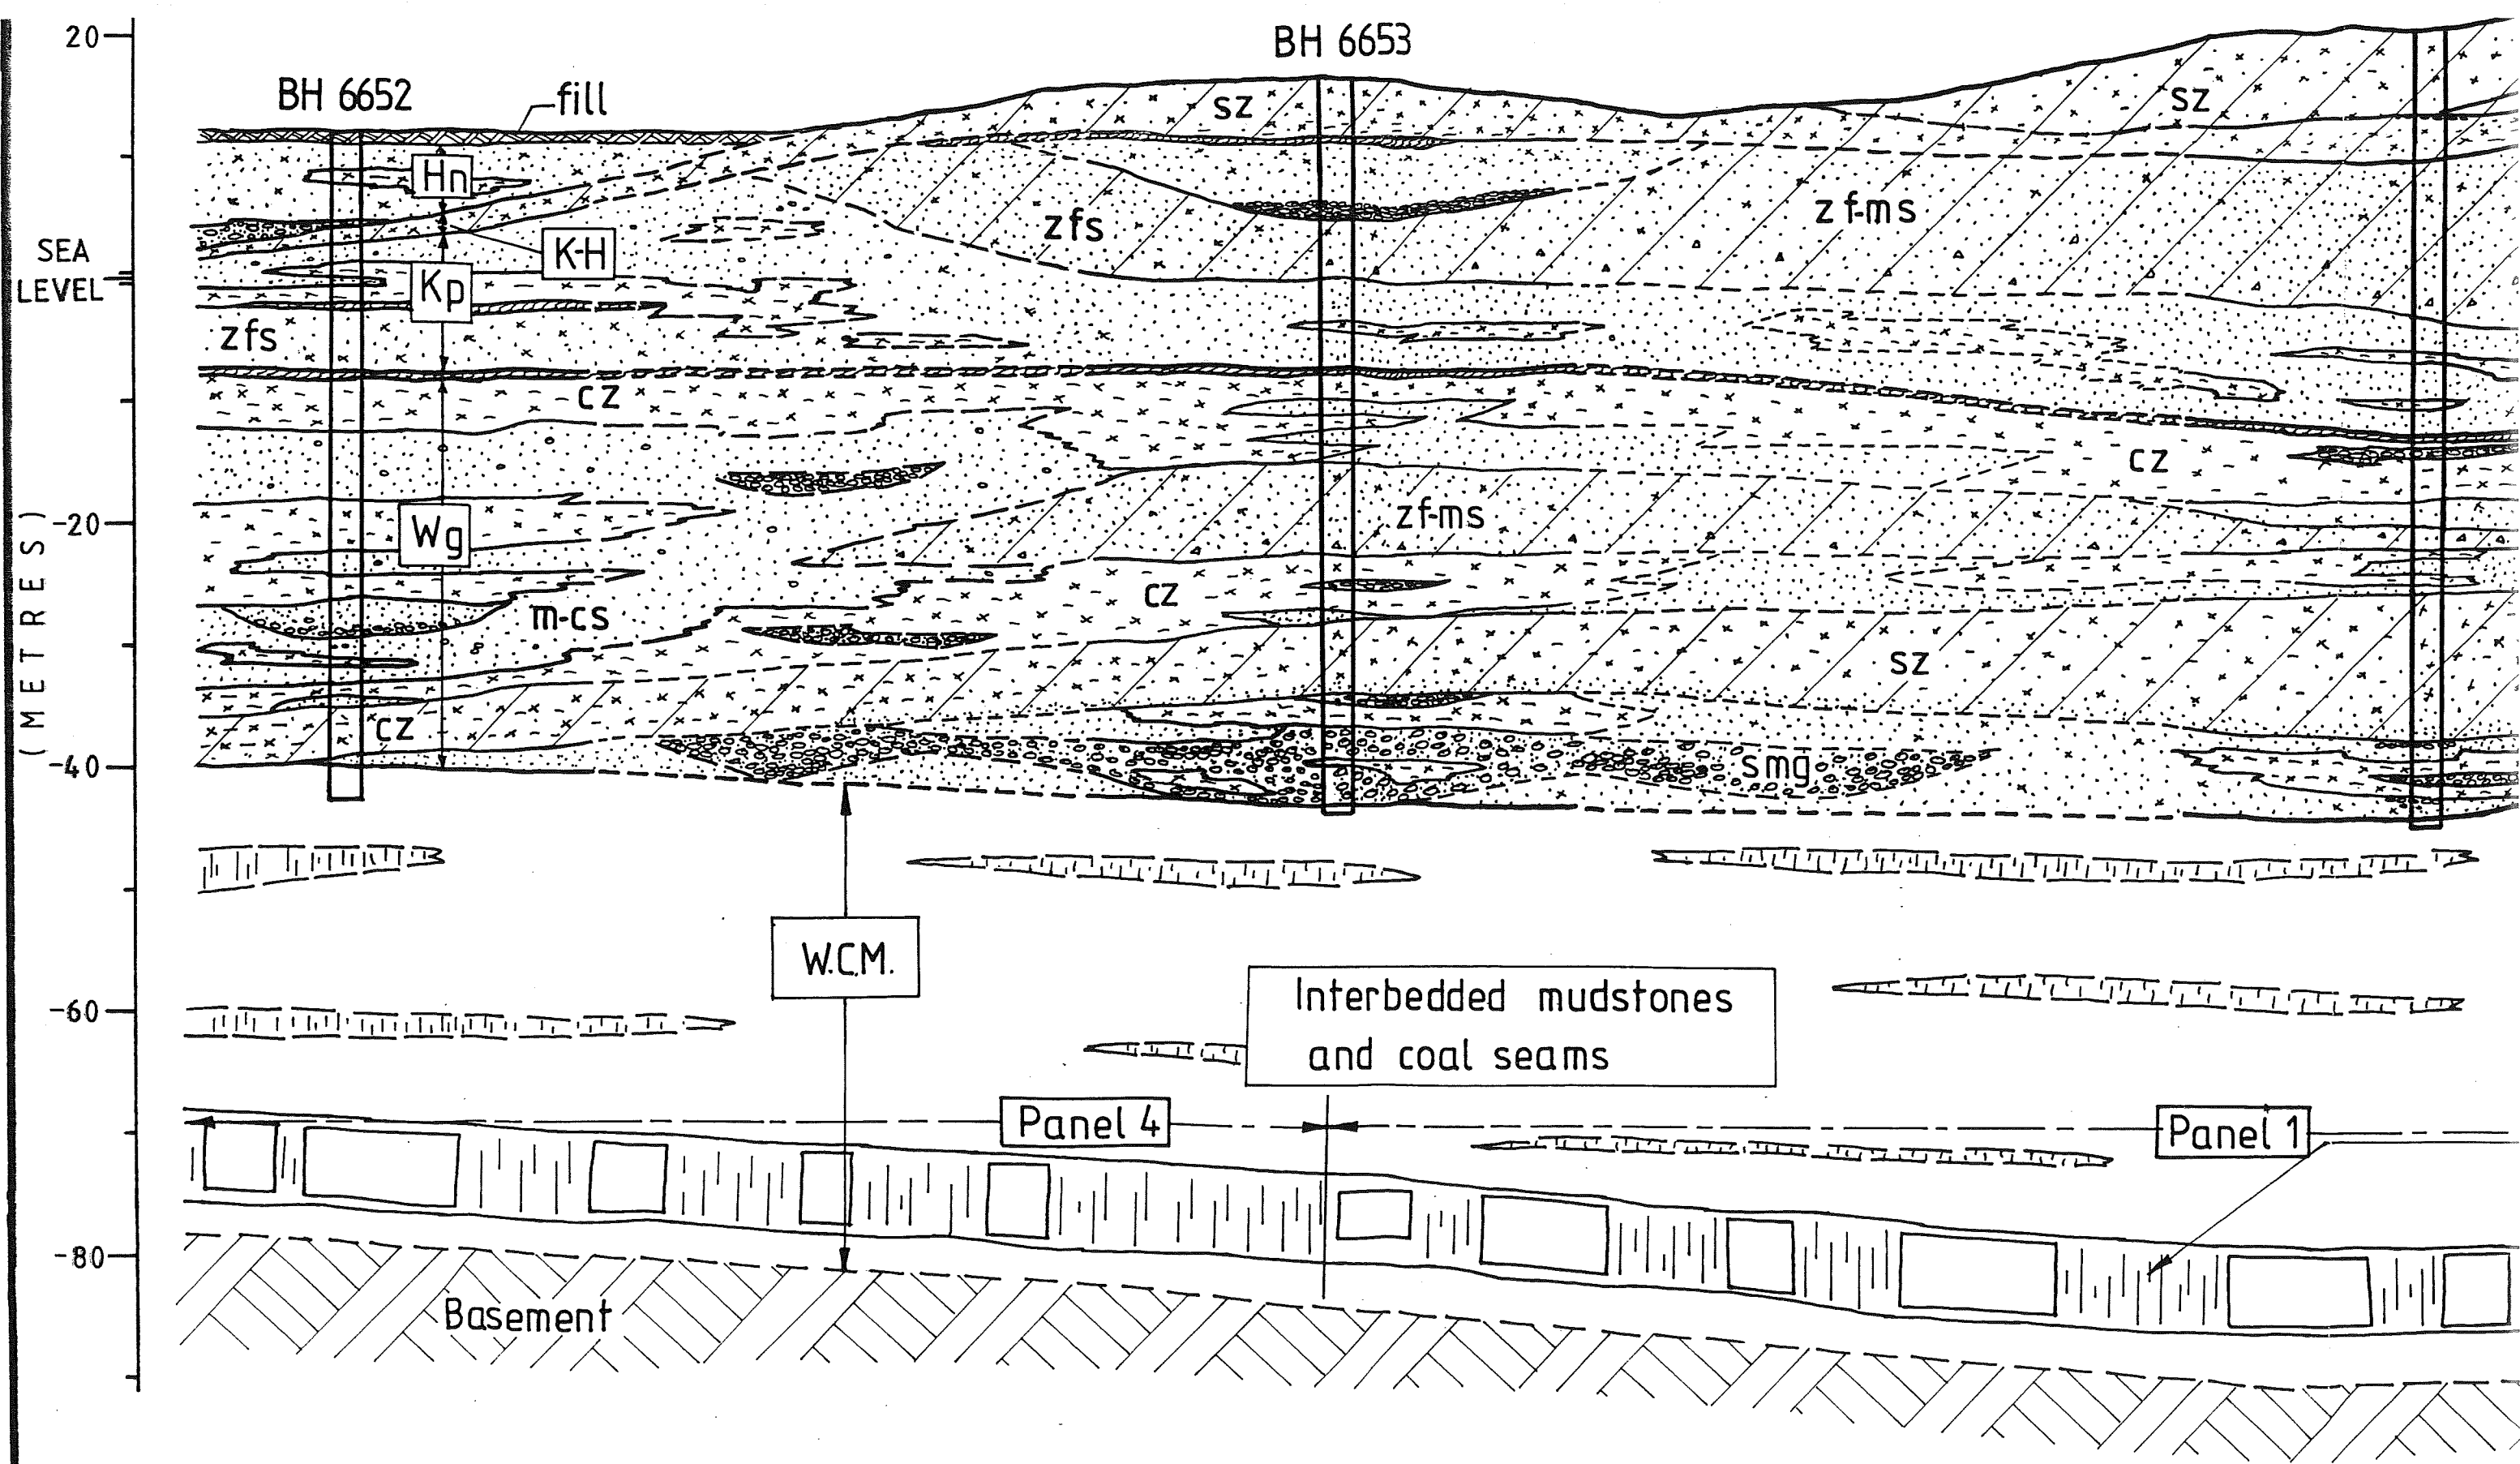 20
BH 6653
BH 6652
fill
sz
sz
Hn
zfs
zf-ms
SEA
LEVEL
K-H
Kp
zfs
cz
cz
-20
Wg
zf-ms
(METRES)
cz
m-cs
sz
cz
-40
smg
W.C.M.
Interbedded mudstones
and coal seams
-60
Panel 4
Panel 1
-80
Basement